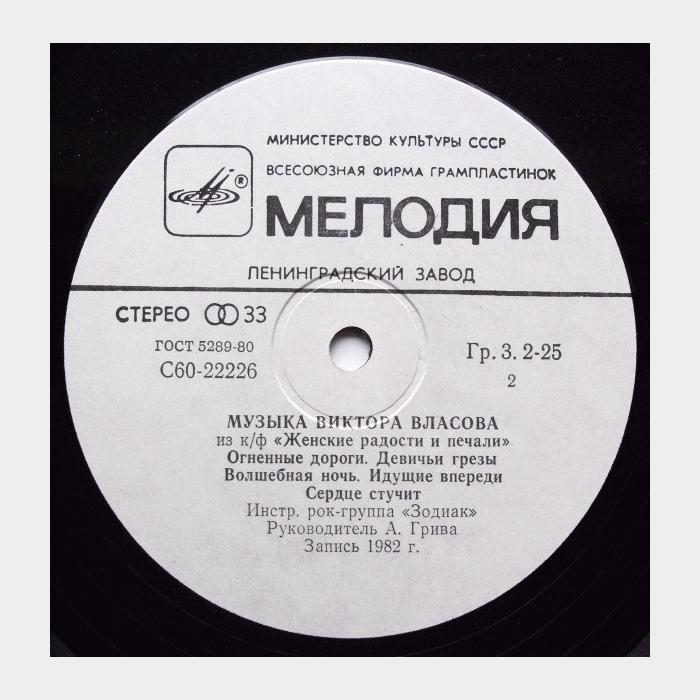 МИНИСТЕРСТВО КУЛЬТУРЫ СССР
ВСЕСОЮЗНАЯ ФИРМА ГРАМПЛАСТИНОК
®
МЕЛОДИЯ
ЛЕНИНГРАДСКИЙ ЗАВОД
СТЕРЕО 33
ГОСТ 5289-80
С60-22226
Гр. 3. 2-25
2
МУЗЫКА ВИКТОРА ВЛАСОВА
из к/ф «Женские радости и печали»
Огненные дороги. Девичьи грезы
Волшебная ночь. Идущие впереди
Сердце стучит
Инстр. рок-группа «Зодиак»
Руководитель А. Грива
Запись 1982 г.